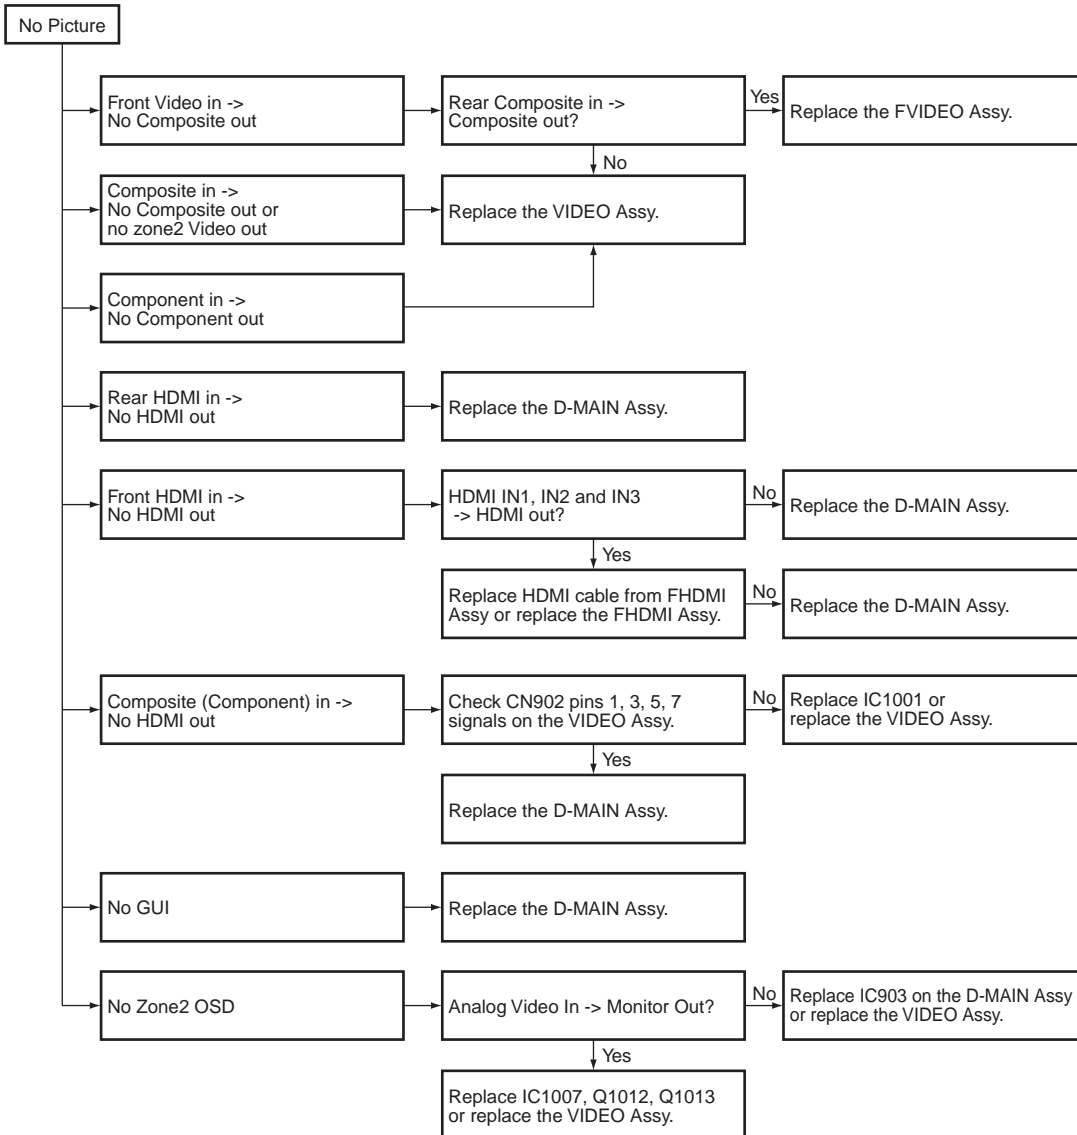 No Picture
Front Video in ->
No Composite out
Rear Composite in ->
Composite out?
Yes
Replace the FVIDEO Assy.
No
Composite in ->
No Composite out or
no zone2 Video out
Replace the VIDEO Assy.
Component in ->
No Component out
Rear HDMI in ->
No HDMI out
Replace the D-MAIN Assy.
Front HDMI in ->
No HDMI out
HDMI IN1, IN2 and IN3
-> HDMI out?
No
Replace the D-MAIN Assy.
Yes
Replace HDMI cable from FHDMI
Assy or replace the FHDMI Assy.
No
Replace the D-MAIN Assy.
Composite (Component) in ->
No HDMI out
Check CN902 pins 1, 3, 5, 7
signals on the VIDEO Assy.
No
Replace IC1001 or
replace the VIDEO Assy.
Yes
Replace the D-MAIN Assy.
No GUI
Replace the D-MAIN Assy.
No Zone2 OSD
Analog Video In -> Monitor Out?
No
Replace IC903 on the D-MAIN Assy
or replace the VIDEO Assy.
Yes
Replace IC1007, Q1012, Q1013
or replace the VIDEO Assy.